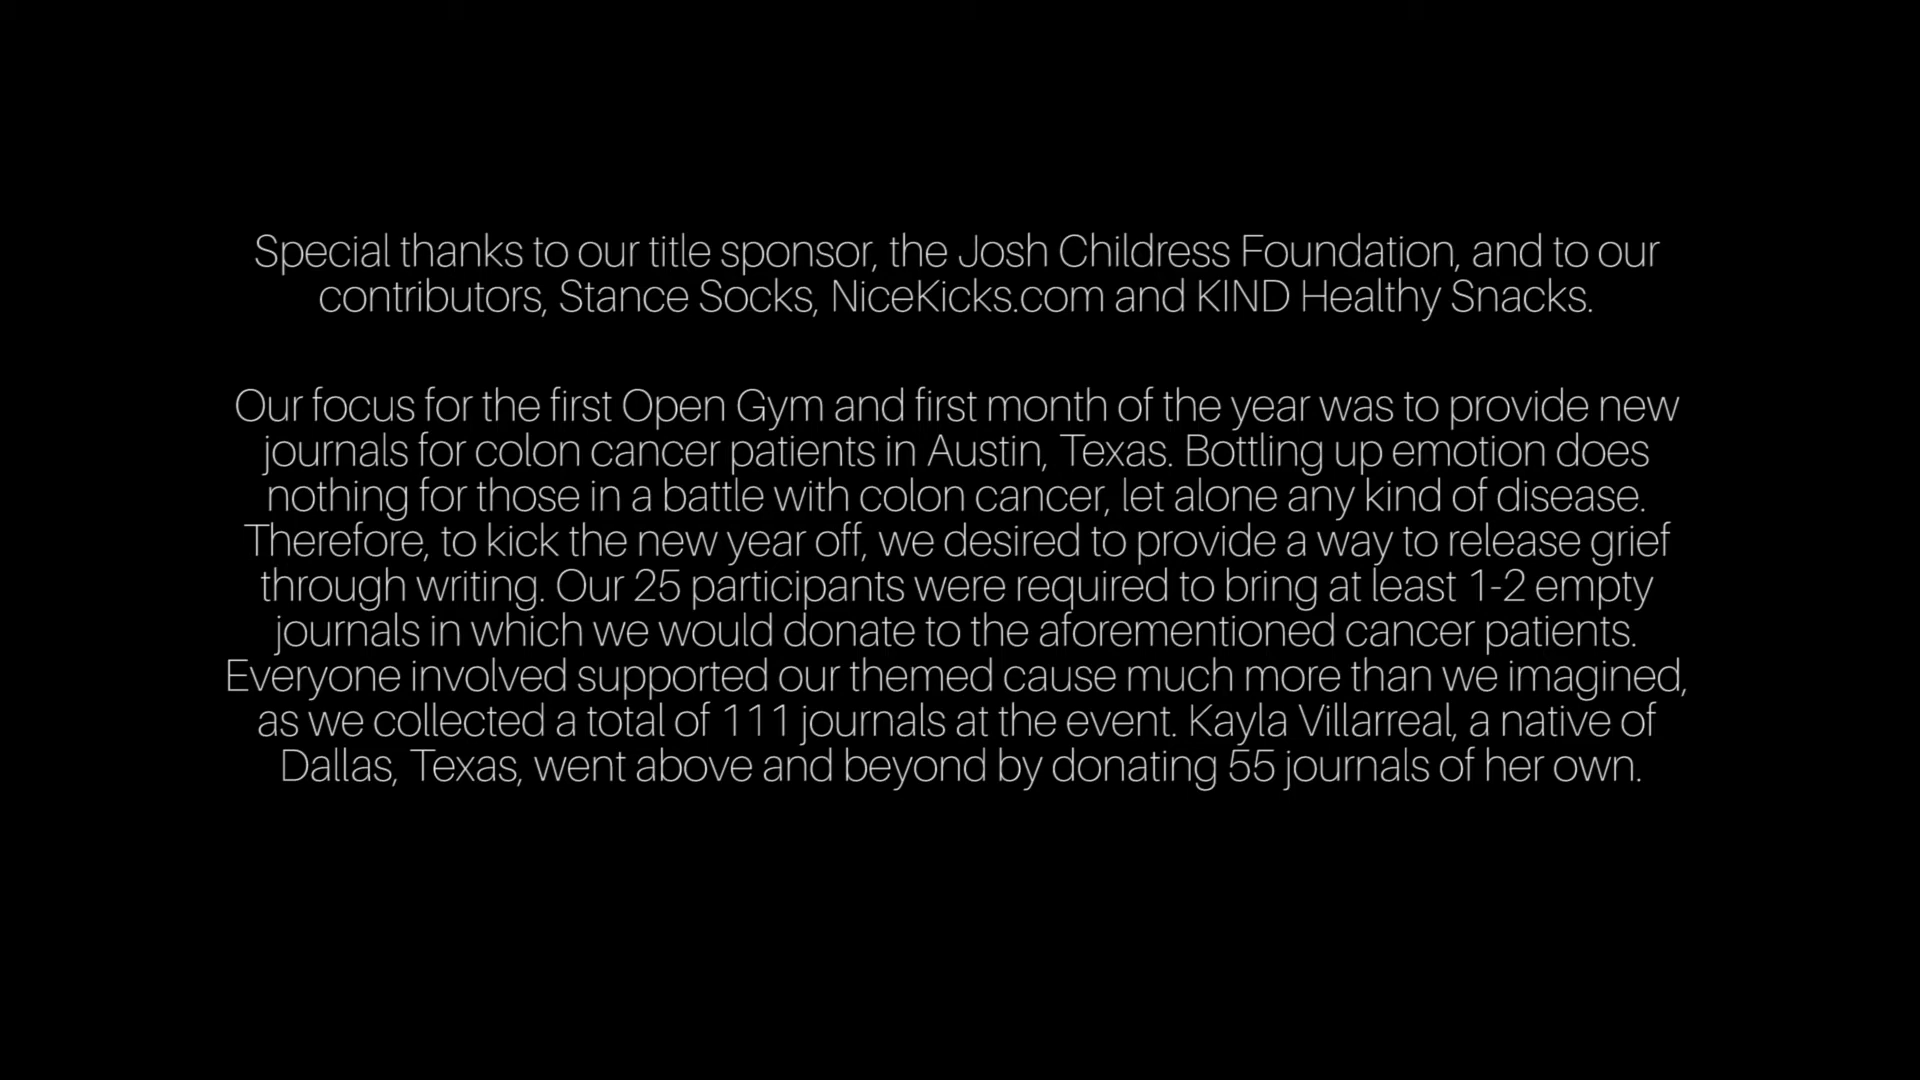 Special thanks to our title sponsor, the Josh Childress Foundation, and to our
contributors, Stance Socks, NiceKicks.com and KIND Healthy Snacks.
Our focus for the first Open Gym and first month of the year was to provide new
journals for colon cancer patients in Austin, Texas. Bottling up emotion does
nothing for those in a battle with colon cancer, let alone any kind of disease.
Therefore, to kick the new year off, we desired to provide a way to release grief
through writing. Our 25 participants were required to bring at least 1-2 empty
journals in which we would donate to the aforementioned cancer patients.
Everyone involved supported our themed cause much more than we imagined,
as we collected a total of 111 journals at the event. Kayla Villarreal, a native of
Dallas, Texas, went above and beyond by donating 55 journals of her own.